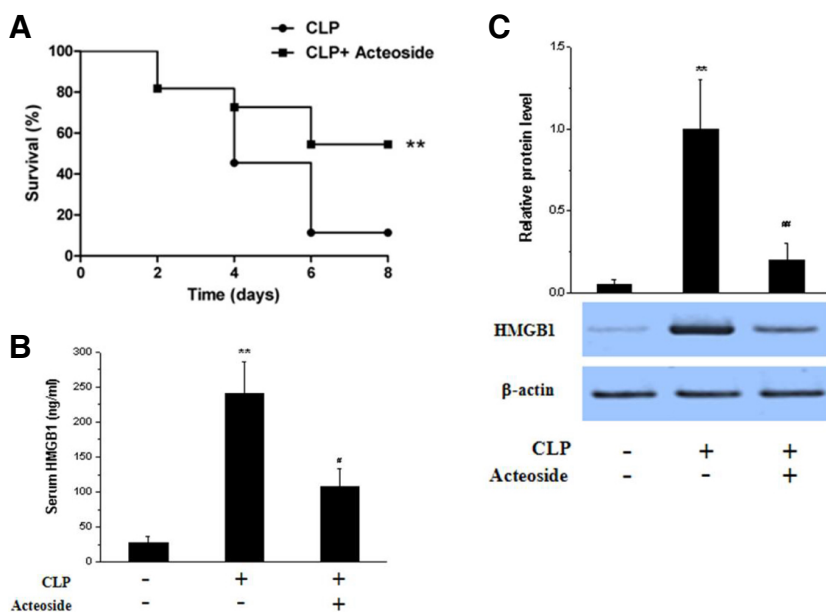 A
CLP
CLP+ Acteoside
100
80
60
40
20
0
Survival (%)
**
0 2 4 6 8
Time (days)
B
300
250
200
150
100
50
0
Serum HMGB1 (ng/ml)
**
#
CLP - + +
Acteoside - - +
C
1.5
1.0
0.5
0.0
Relative protein level
**
##
HMGB1
β-actin
CLP - + +
Acteoside - - +